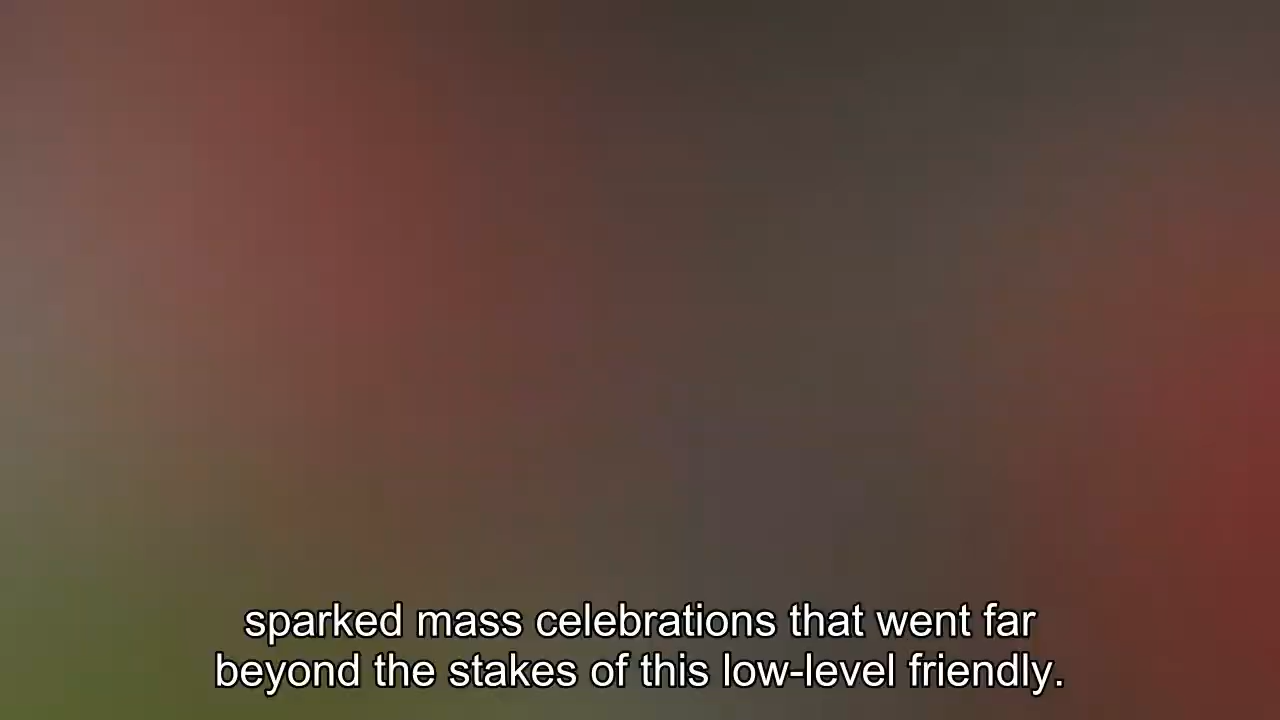 sparked mass celebrations that went far
beyond the stakes of this low-level friendly.